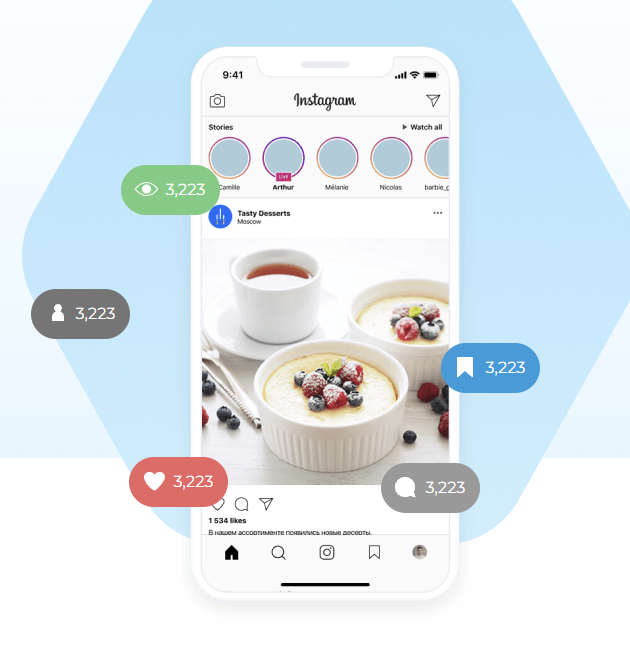 9:41
Instagram
Stories
Watch all
LIVE
Camille
Arthur
Mélanie
Nicolas
barbie_g
3,223
Tasty Desserts
Moscow
3,223
3,223
3,223
3,223
1 534 likes
В нашем ассортименте появились новые десерты.